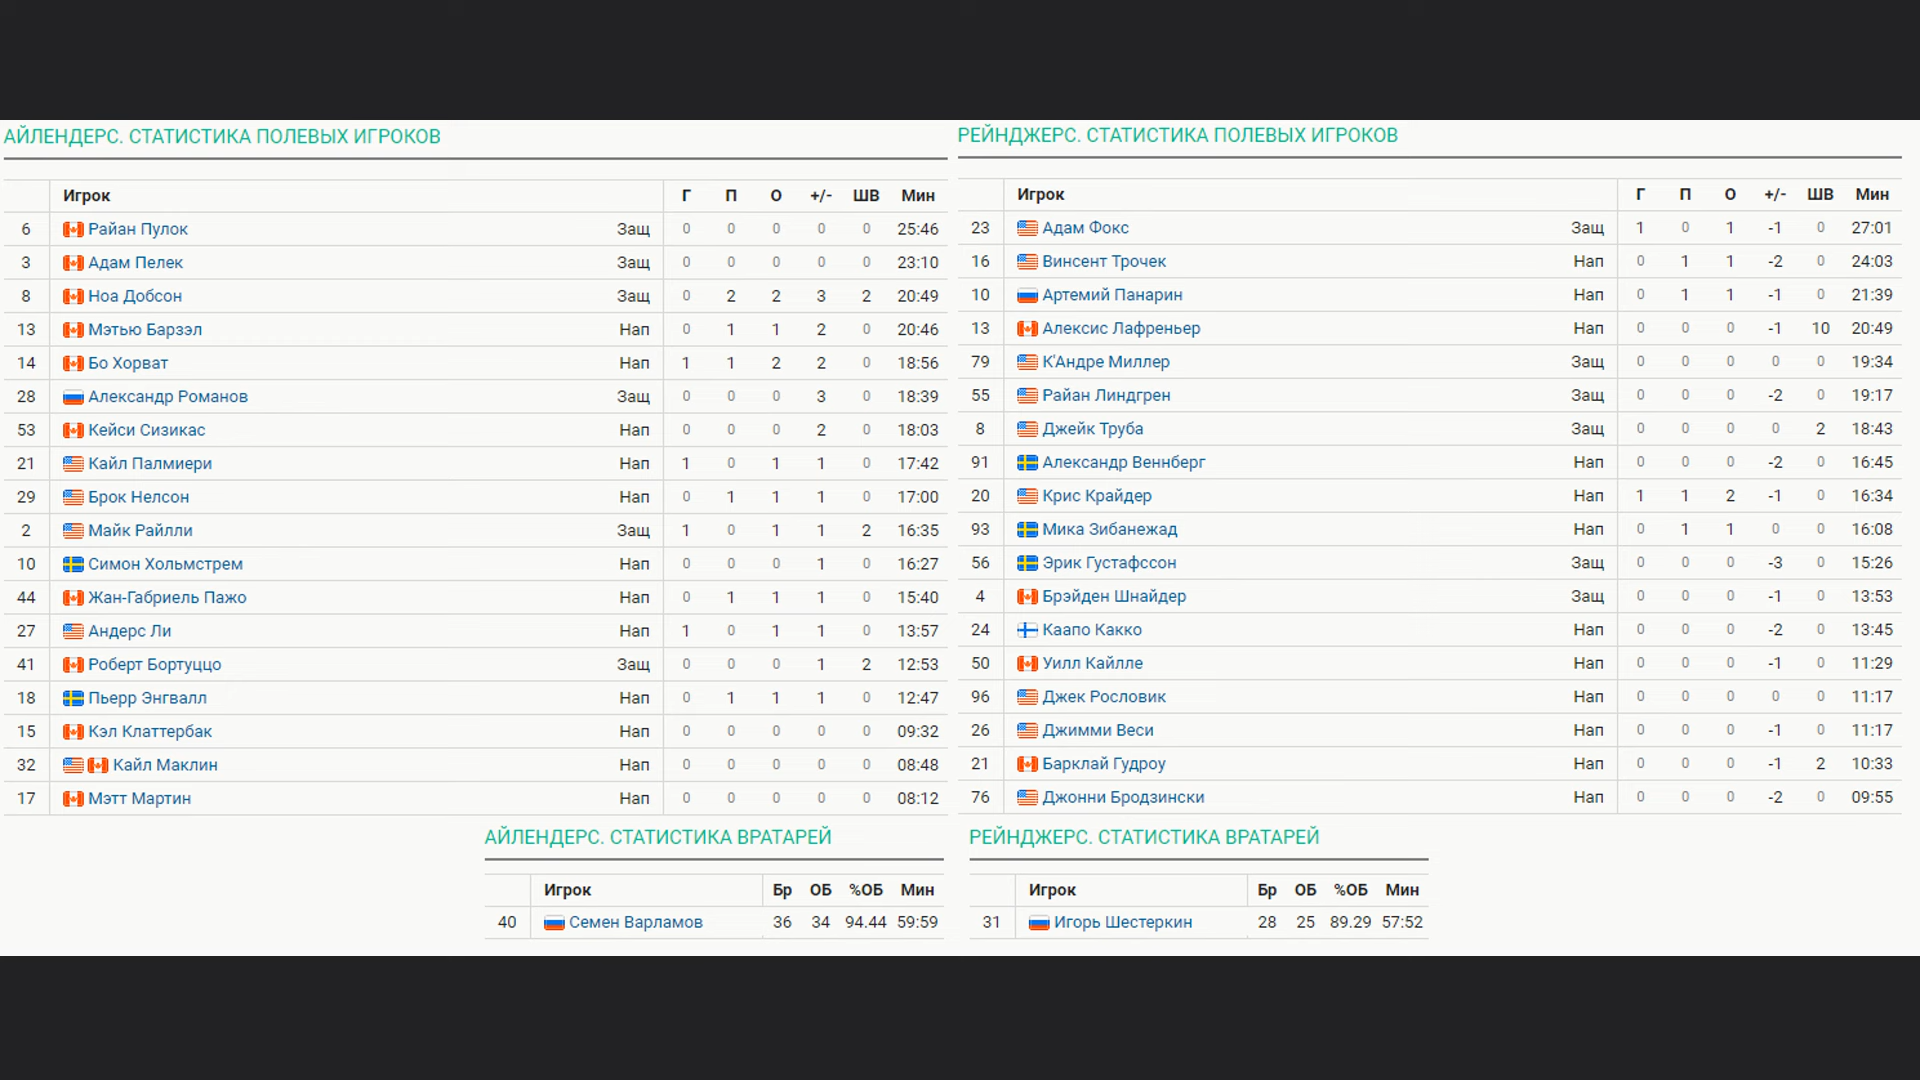 АЙЛЕНДЕРС. СТАТИСТИКА ПОЛЕВЫХ ИГРОКОВ
Игрок Г П О +/- ШВ Мин
6 Райан Пулок Защ 0 0 0 0 0 25:46
3 Адам Пелек Защ 0 0 0 0 0 23:10
8 Ноа Добсон Защ 0 2 2 3 2 20:49
13 Мэтью Барзэл Нап 0 1 1 2 0 20:46
14 Бо Хорват Нап 1 1 2 2 0 18:56
28 Александр Романов Защ 0 0 0 3 0 18:39
53 Кейси Сизикас Нап 0 0 0 2 0 18:03
21 Кайл Палмиери Нап 1 0 1 1 0 17:42
29 Брок Нелсон Нап 0 1 1 1 0 17:00
2 Майк Райлли Защ 1 0 1 1 2 16:35
10 Симон Хольмстрем Нап 0 0 0 1 0 16:27
44 Жан-Габриель Пажо Нап 0 1 1 1 0 15:40
27 Андерс Ли Нап 1 0 1 1 0 13:57
41 Роберт Бортуццо Защ 0 0 0 1 2 12:53
18 Пьерр Энгвалл Нап 0 1 1 1 0 12:47
15 Кэл Клаттербак Нап 0 0 0 0 0 09:32
32 Кайл Маклин Нап 0 0 0 0 0 08:48
17 Мэтт Мартин Нап 0 0 0 0 0 08:12
РЕЙНДЖЕРС. СТАТИСТИКА ПОЛЕВЫХ ИГРОКОВ
Игрок Г П О +/- ШВ Мин
23 Адам Фокс Защ 1 0 1 -1 0 27:01
16 Винсент Трочек Нап 0 1 1 -2 0 24:03
10 Артемий Панарин Нап 0 1 1 -1 0 21:39
13 Алексис Лафреньер Нап 0 0 0 -1 10 20:49
79 К'Андре Миллер Защ 0 0 0 0 0 19:34
55 Райан Линдгрен Защ 0 0 0 -2 0 19:17
8 Джейк Труба Защ 0 0 0 0 2 18:43
91 Александр Веннберг Нап 0 0 0 -2 0 16:45
20 Крис Крайдер Нап 1 1 2 -1 0 16:34
93 Мика Зибанежад Нап 0 1 1 0 0 16:08
56 Эрик Густафссон Защ 0 0 0 -3 0 15:26
4 Брэйден Шнайдер Защ 0 0 0 -1 0 13:53
24 Каапо Какко Нап 0 0 0 -2 0 13:45
50 Уилл Кайлле Нап 0 0 0 -1 0 11:29
96 Джек Рословик Нап 0 0 0 0 0 11:17
26 Джимми Веси Нап 0 0 0 -1 0 11:17
21 Барклай Гудроу Нап 0 0 0 -1 2 10:33
76 Джонни Бродзински Нап 0 0 0 -2 0 09:55
АЙЛЕНДЕРС. СТАТИСТИКА ВРАТАРЕЙ
Игрок Бр ОБ %ОБ Мин
40 Семен Варламов 36 34 94.44 59:59
РЕЙНДЖЕРС. СТАТИСТИКА ВРАТАРЕЙ
Игрок Бр ОБ %ОБ Мин
31 Игорь Шестеркин 28 25 89.29 57:52